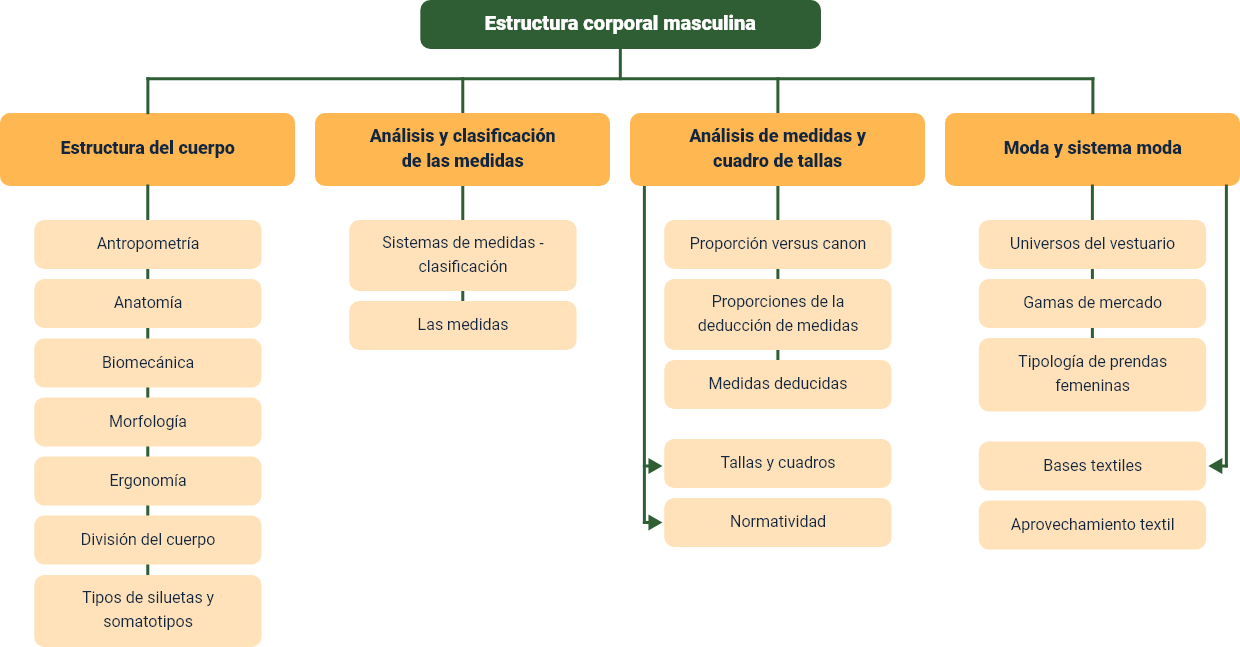 Estructura corporal masculina
Estructura del cuerpo
Antropometría
Anatomía
Biomecánica
Morfología
Ergonomía
División del cuerpo
Tipos de siluetas y
somatotipos
Análisis y clasificación
de las medidas
Sistemas de medidas -
clasificación
Las medidas
Análisis de medidas y
cuadro de tallas
Proporción versus canon
Proporciones de la
deducción de medidas
Medidas deducidas
Tallas y cuadros
Normatividad
Moda y sistema moda
Universos del vestuario
Gamas de mercado
Tipología de prendas
femeninas
Bases textiles
Aprovechamiento textil